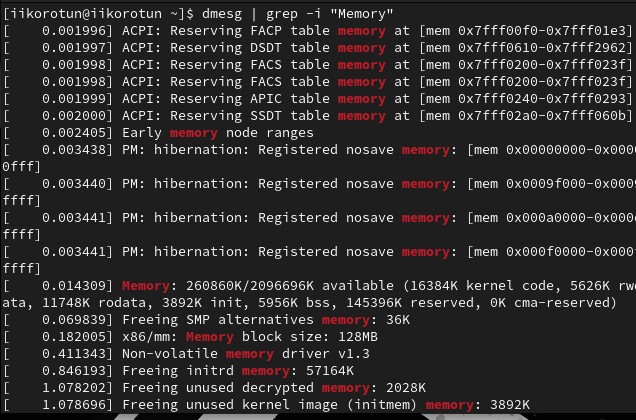 [iikorotun@iikorotun ~]$ dmesg | grep -i "Memory"
[    0.001996] ACPI: Reserving FACP table memory at [mem 0x7fff00f0-0x7fff01e3]
[    0.001997] ACPI: Reserving DSDT table memory at [mem 0x7fff0610-0x7fff2962]
[    0.001997] ACPI: Reserving FACS table memory at [mem 0x7fff0200-0x7fff023f]
[    0.001998] ACPI: Reserving FACS table memory at [mem 0x7fff0200-0x7fff023f]
[    0.001999] ACPI: Reserving APIC table memory at [mem 0x7fff0240-0x7fff0293]
[    0.002000] ACPI: Reserving SSDT table memory at [mem 0x7fff02a0-0x7fff060b]
[    0.002405] Early memory node ranges
[    0.003438] PM: hibernation: Registered nosave memory: [mem 0x00000000-0x000
0fff]
[    0.003440] PM: hibernation: Registered nosave memory: [mem 0x0009f000-0x0009
ffff]
[    0.003441] PM: hibernation: Registered nosave memory: [mem 0x000a0000-0x000
ffff]
[    0.003441] PM: hibernation: Registered nosave memory: [mem 0x000f0000-0x000
ffff]
[    0.014309] Memory: 260860K/2096696K available (16384K kernel code, 5626K rw
ata, 11748K rodata, 3892K init, 5956K bss, 145396K reserved, 0K cma-reserved)
[    0.069839] Freeing SMP alternatives memory: 36K
[    0.182005] x86/mm: Memory block size: 128MB
[    0.411343] Non-volatile memory driver v1.3
[    0.846193] Freeing initrd memory: 57164K
[    1.078202] Freeing unused decrypted memory: 2028K
[    1.078696] Freeing unused kernel image (initmem) memory: 3892K